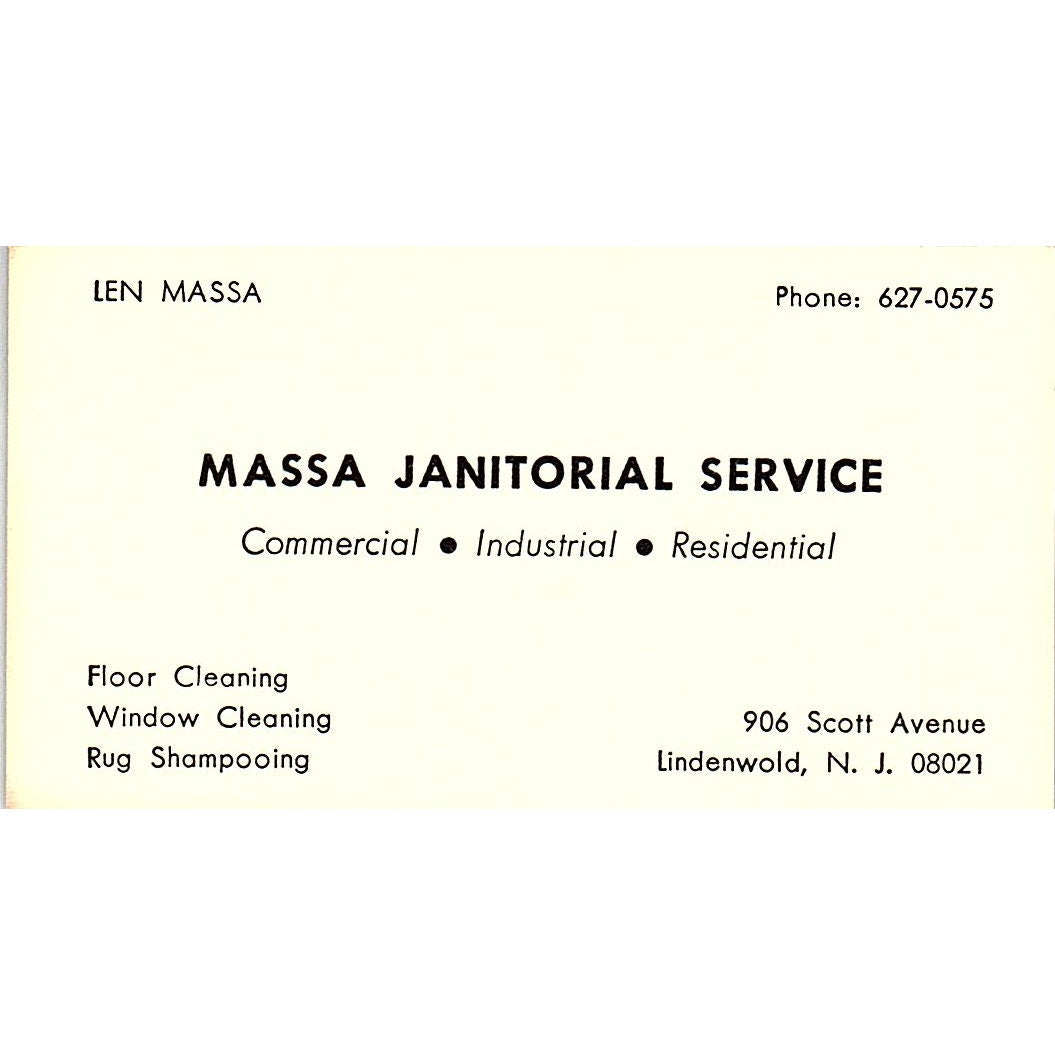 LEN MASSA
Phone: 627-0575
MASSA JANITORIAL SERVICE
Commercial ● Industrial ● Residential
Floor Cleaning
Window Cleaning
Rug Shampooing
906 Scott Avenue
Lindenwold, N. J. 08021